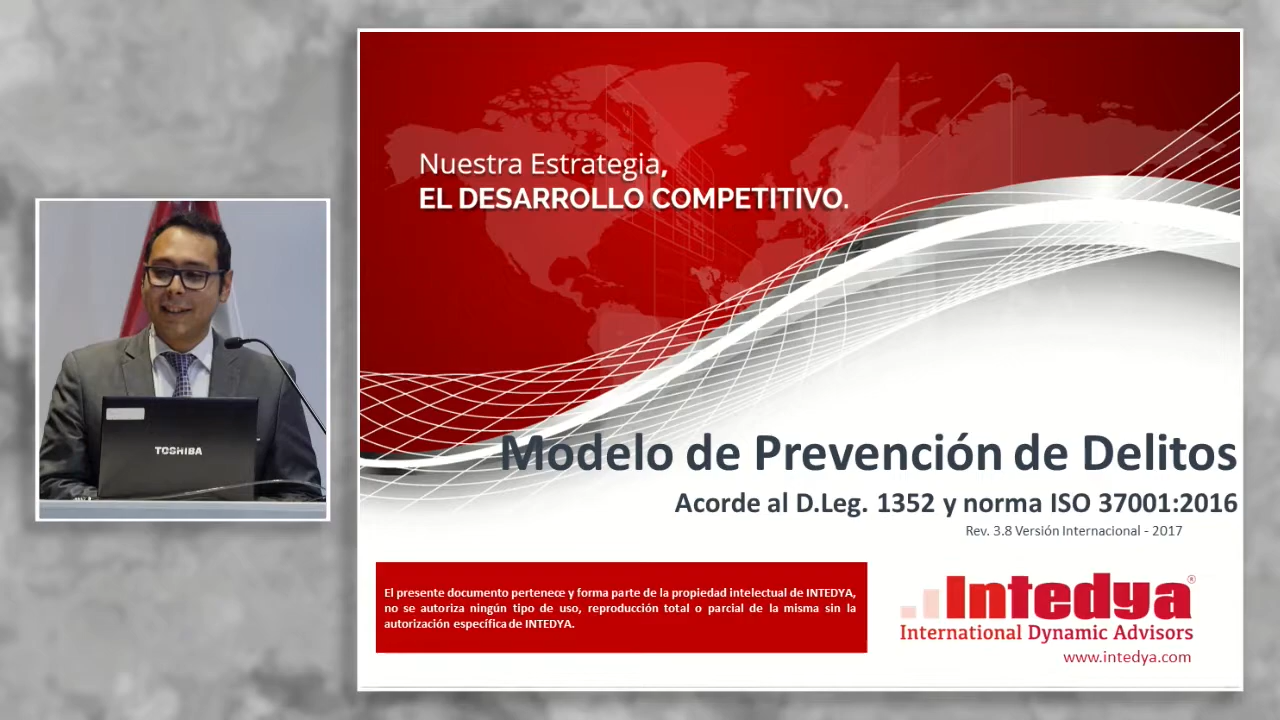 Nuestra Estrategia,
EL DESARROLLO COMPETITIVO.
TOSHIBA
Modelo de Prevención de Delitos
Acorde al D.Leg. 1352 y norma ISO 37001:2016
Rev. 3.8 Versión Internacional - 2017
El presente documento pertenece y forma parte de la propiedad intelectual de INTEDYA,
no se autoriza ningún tipo de uso, reproducción total o parcial de la misma sin la
autorización específica de INTEDYA.
Intedya®
International Dynamic Advisors
www.intedya.com